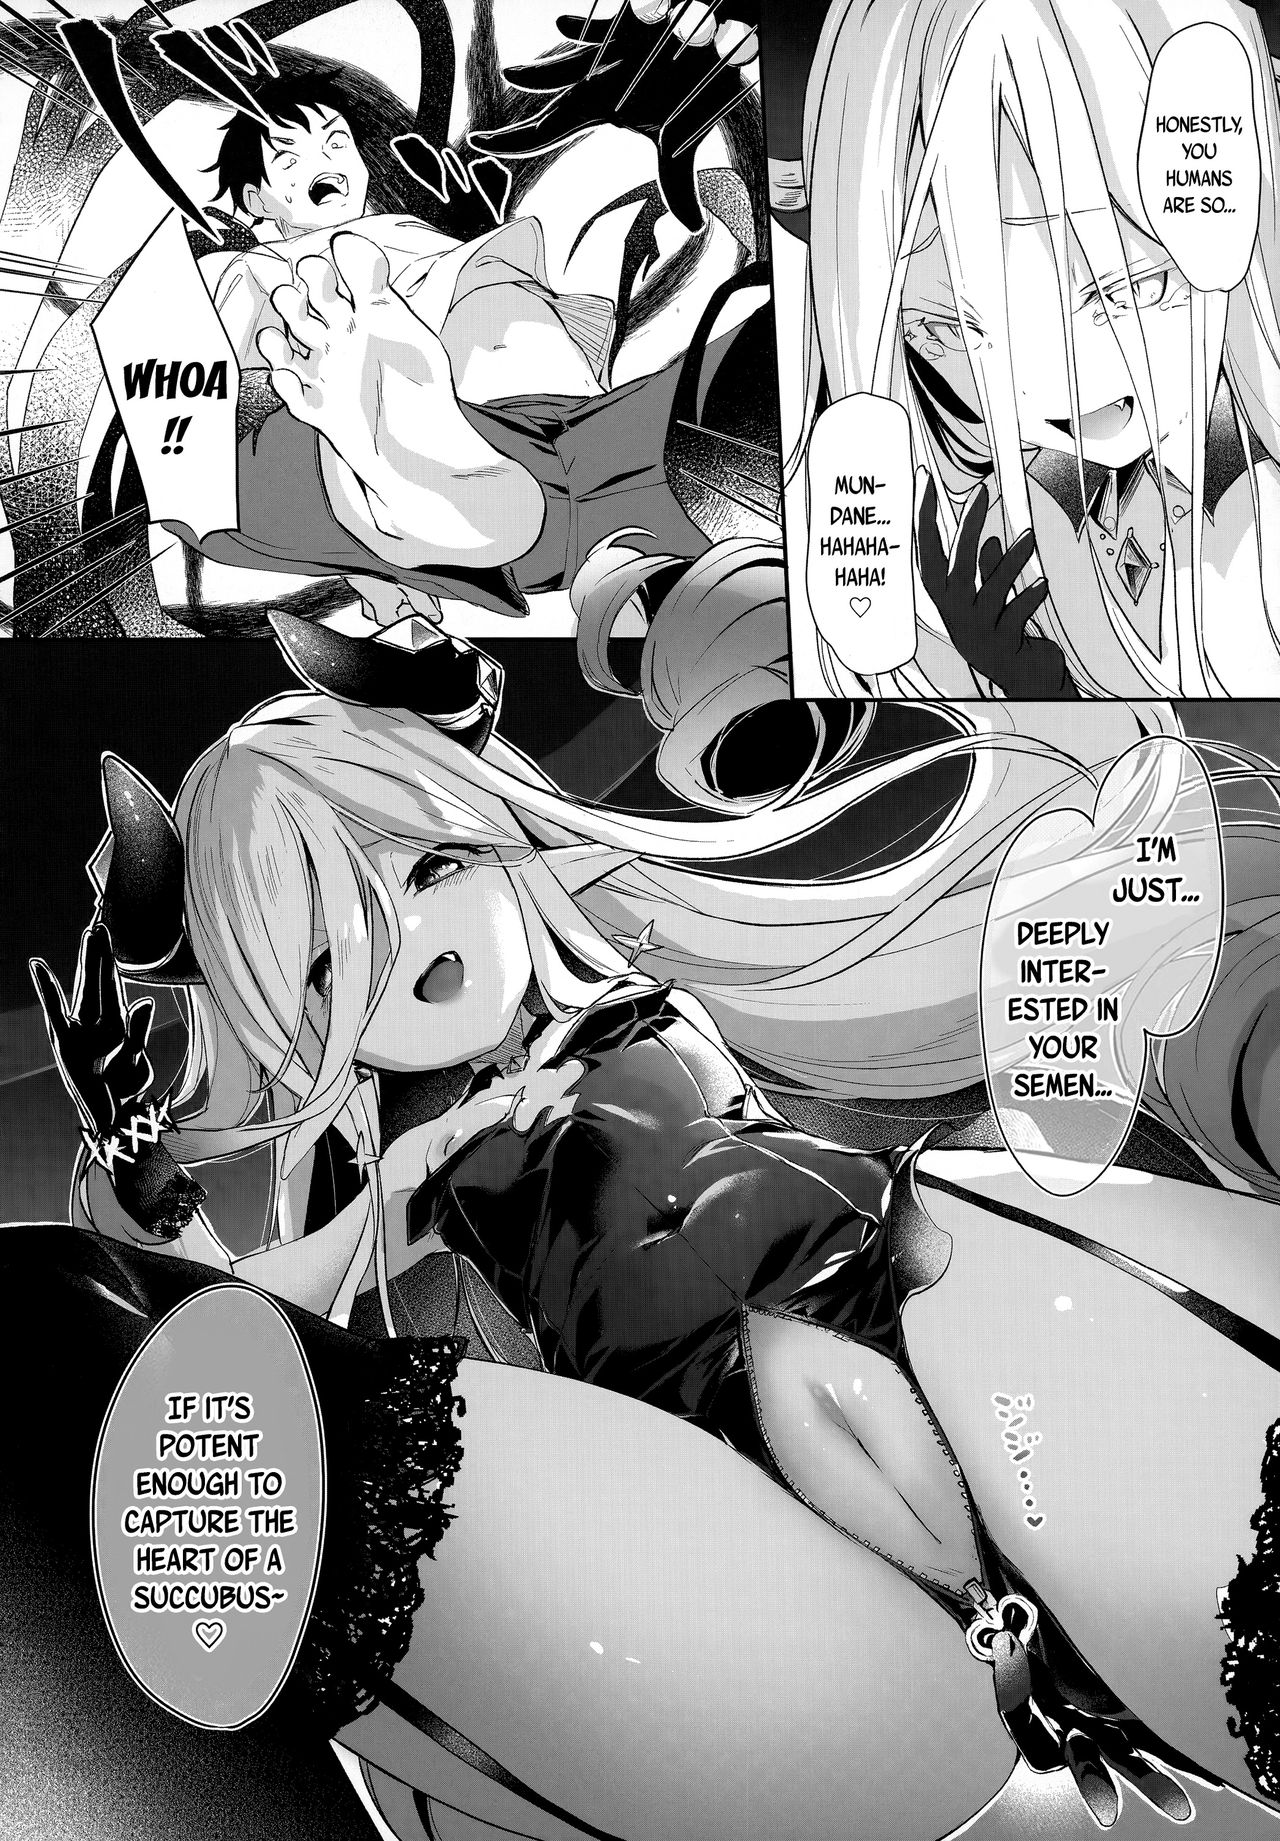 HONESTLY,
YOU
HUMANS
ARE SO...
MUN-
DANE...
HAHAHA-
HAHA!
♡
WHOA
!!
I'M
JUST...
DEEPLY
INTER-
ESTED IN
YOUR
SEMEN...
IF IT'S
POTENT
ENOUGH TO
CAPTURE THE
HEART OF A
SUCCUBUS~
♡